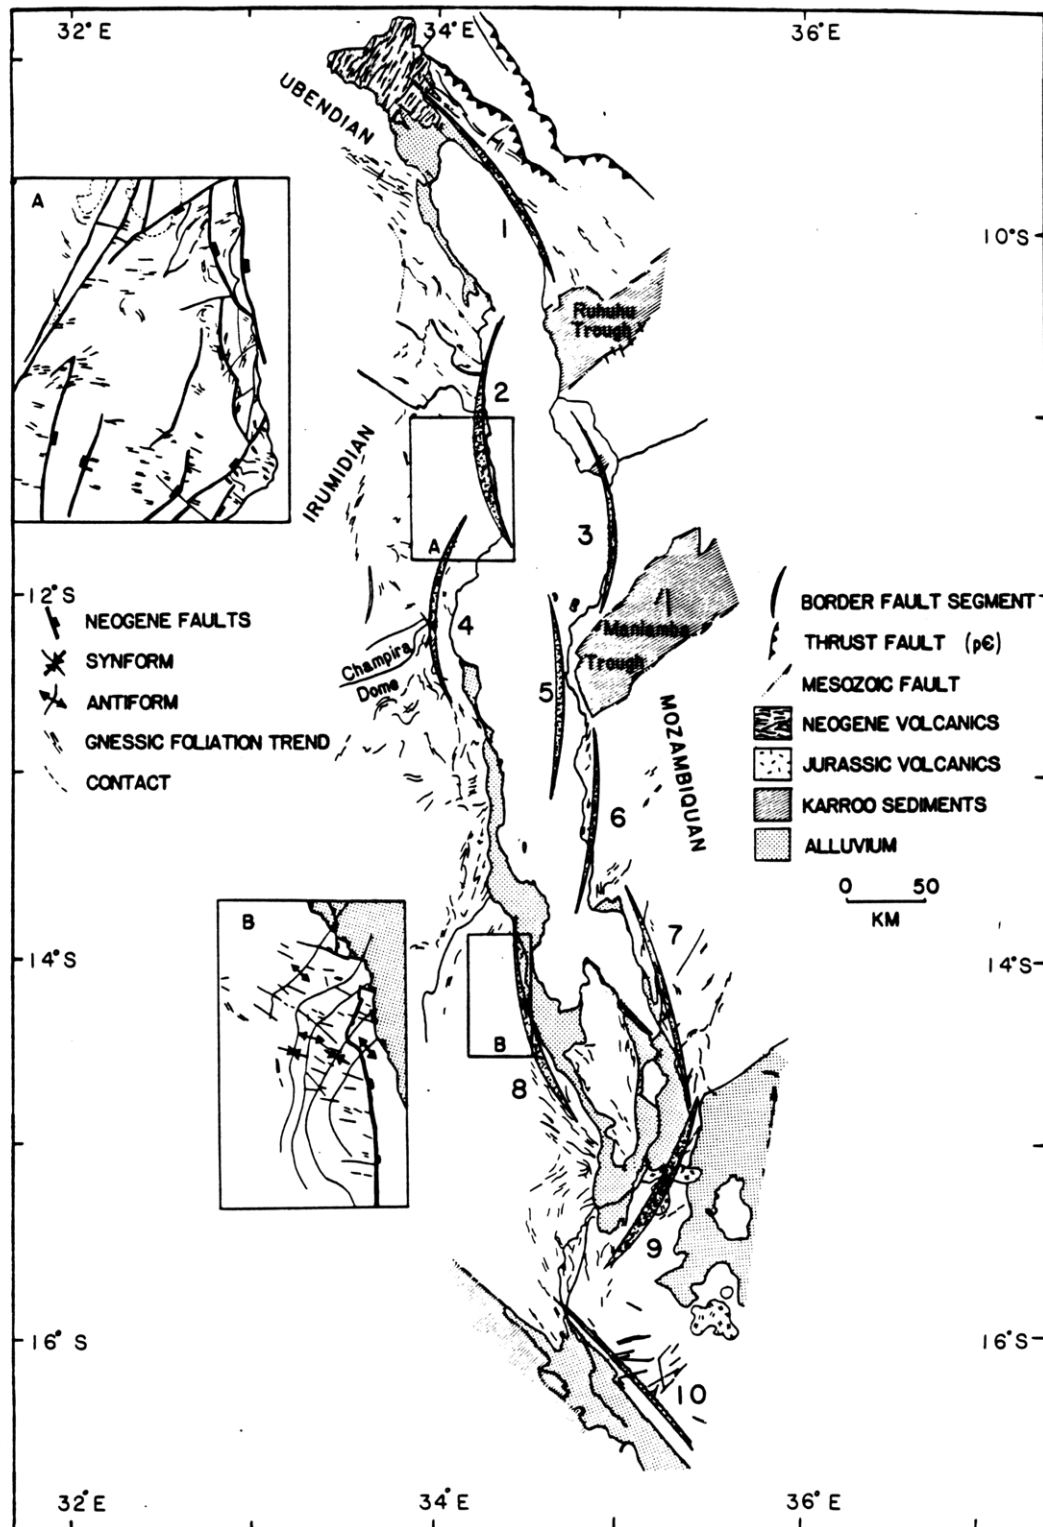 32°E
34°E
36°E
UBENDIAN
A
1
10°S
Ruhuhu
Trough
2
IRUMIDIAN
3
A
12°S
4
Champira
Dome
Maniamba
Trough
5
MOZAMBIQUAN
6
NEOGENE FAULTS
SYNFORM
ANTIFORM
GNESSIC FOLIATION TREND
CONTACT
12°S
BORDER FAULT SEGMENT
THRUST FAULT (p€)
MESOZOIC FAULT
NEOGENE VOLCANICS
JURASSIC VOLCANICS
KARROO SEDIMENTS
ALLUVIUM
0 50
KM
B
7
14°S
14°S
B
8
9
16° S
16°S
10
32°E
34°E
36°E